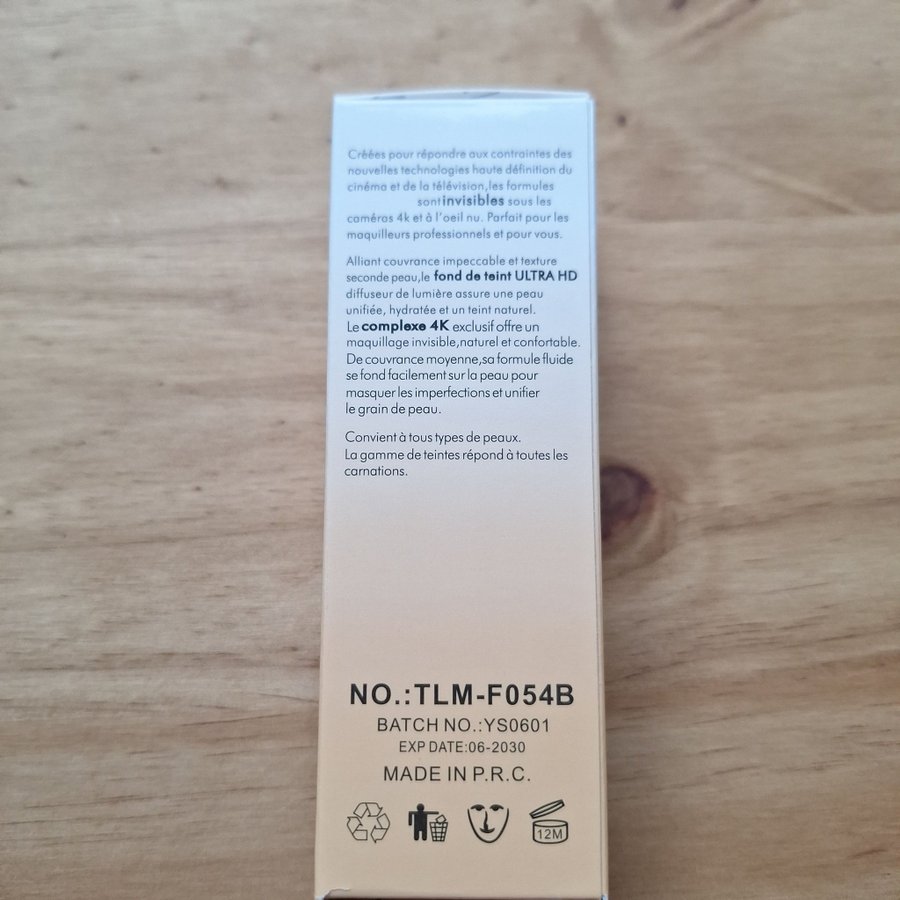 Créées pour répondre aux contraintes des
nouvelles technologies haute définition du
cinéma et de la télévision,les formules
sont invisibles sous les
caméras 4k et à l'oeil nu. Parfait pour les
maquilleurs professionnels et pour vous.
Alliant couvrance impeccable et texture
seconde peau,le fond de teint ULTRA HD
diffuseur de lumière assure une peau
unifiée, hydratée et un teint naturel.
Le complexe 4K exclusif offre un
maquillage invisible,naturel et confortable.
De couvrance moyenne,sa formule fluide
se fond facilement sur la peau pour
masquer les imperfections et unifier
le grain de peau.
Convient à tous types de peaux.
La gamme de teintes répond à toutes les
carnations.
NO.:TLM-F054B
BATCH NO.:YS0601
EXP DATE:06-2030
MADE IN P.R.C.
12M